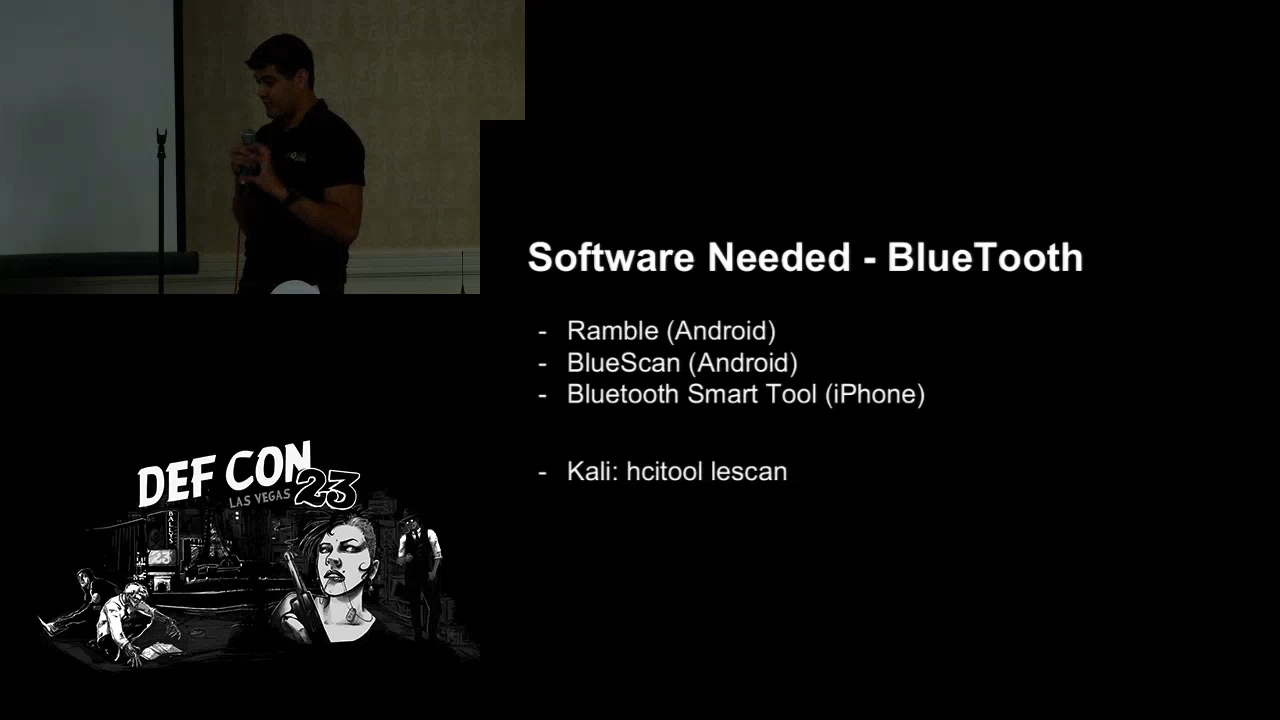 Software Needed - BlueTooth
- Ramble (Android)
- BlueScan (Android)
- Bluetooth Smart Tool (iPhone)
- Kali: hcitool lescan
DEF CON
LAS VEGAS 23
BALLYS
23